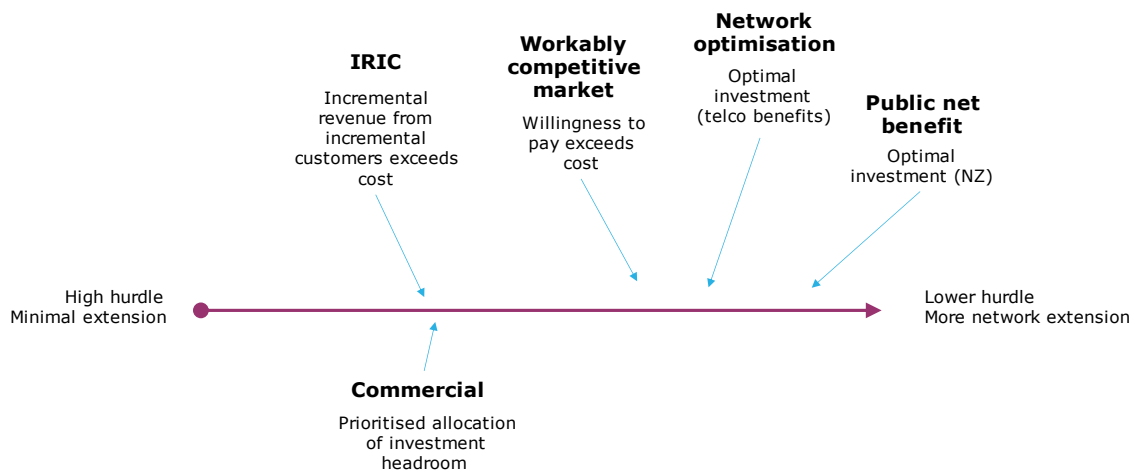 IRIC
Incremental
revenue from
incremental
customers exceeds
cost
Workably
competitive
market
Willingness to
pay exceeds
cost
Network
optimisation
Optimal
investment
(telco benefits)
Public net
benefit
Optimal
investment (NZ)
High hurdle
Minimal extension
Lower hurdle
More network extension
Commercial
Prioritised allocation
of investment
headroom